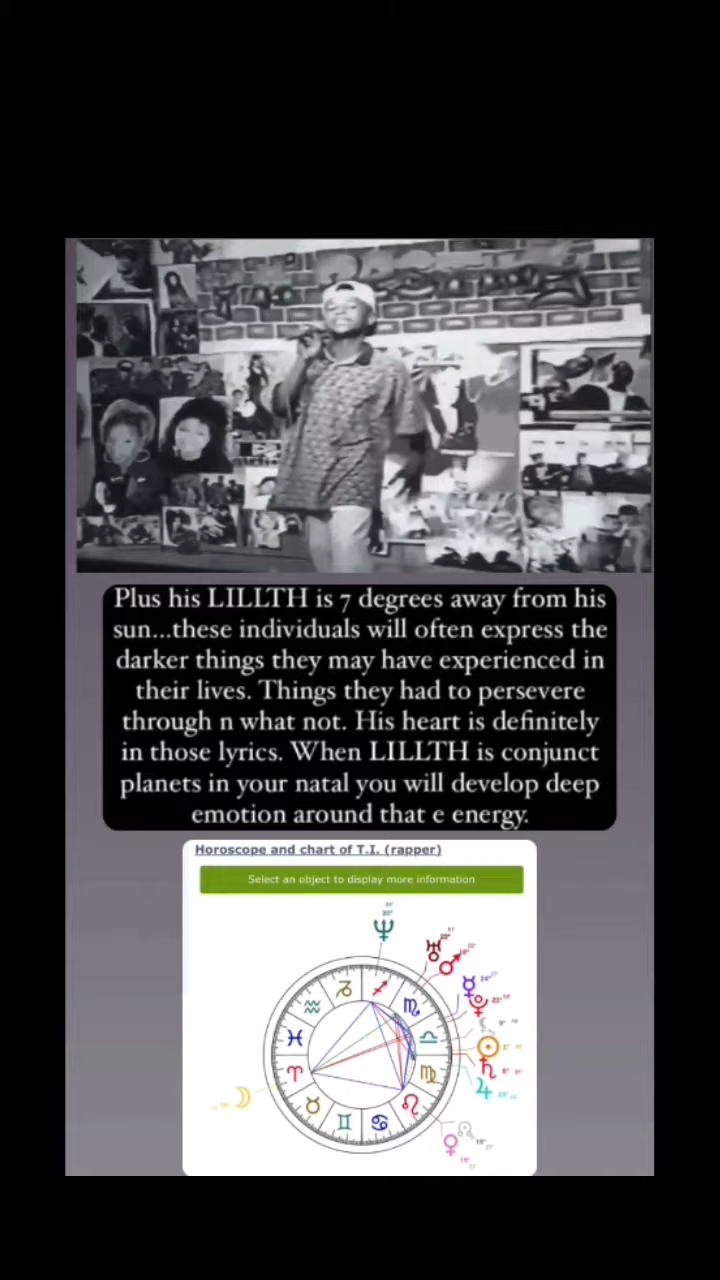 Plus his LILLTH is 7 degrees away from his
sun...these individuals will often express the
darker things they may have experienced in
their lives. Things they had to persevere
through n what not. His heart is definitely
in those lyrics. When LILLTH is conjunct
planets in your natal you will develop deep
emotion around that e energy.
Horoscope and chart of T.I. (rapper)
Select an object to display more information